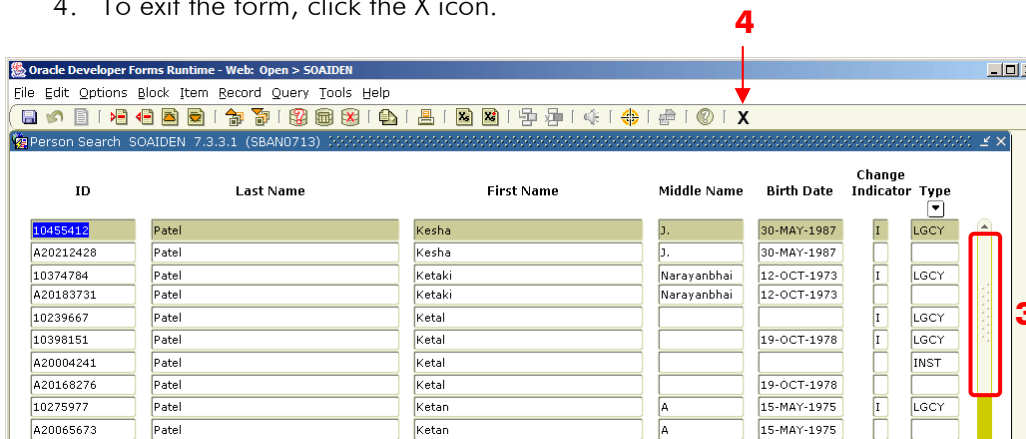 4. To exit the form, click the X icon.
4
Oracle Developer Forms Runtime - Web: Open > SOAIDEN
File Edit Options Block Item Record Query Tools Help
X
Person Search SOAIDEN 7.3.3.1 (SBAN0713)
ID Last Name First Name Middle Name Birth Date Change Indicator Type
10455412 Patel Kesha J. 30-MAY-1987 I LGCY
A20212428 Patel Kesha J. 30-MAY-1987
10374784 Patel Ketaki Narayanbhai 12-OCT-1973 I LGCY
A20183731 Patel Ketaki Narayanbhai 12-OCT-1973
10239667 Patel Ketal I LGCY
3
10398151 Patel Ketal 19-OCT-1978 I LGCY
A20004241 Patel Ketal INST
A20168276 Patel Ketal 19-OCT-1978
10275977 Patel Ketan A 15-MAY-1975 I LGCY
A20065673 Patel Ketan A 15-MAY-1975